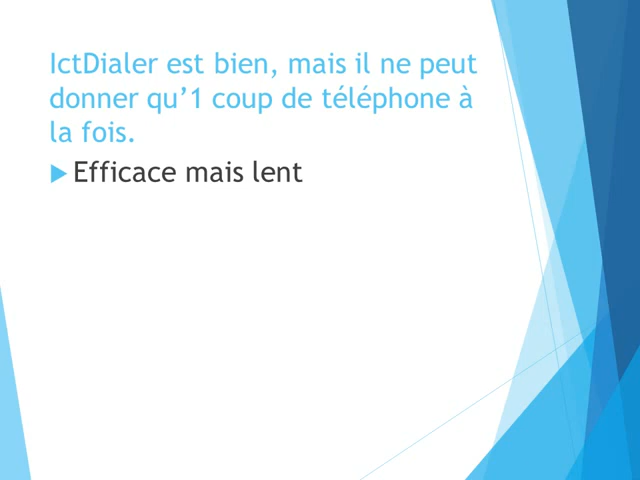 IctDialer est bien, mais il ne peut
donner qu’1 coup de téléphone à
la fois.
Efficace mais lent